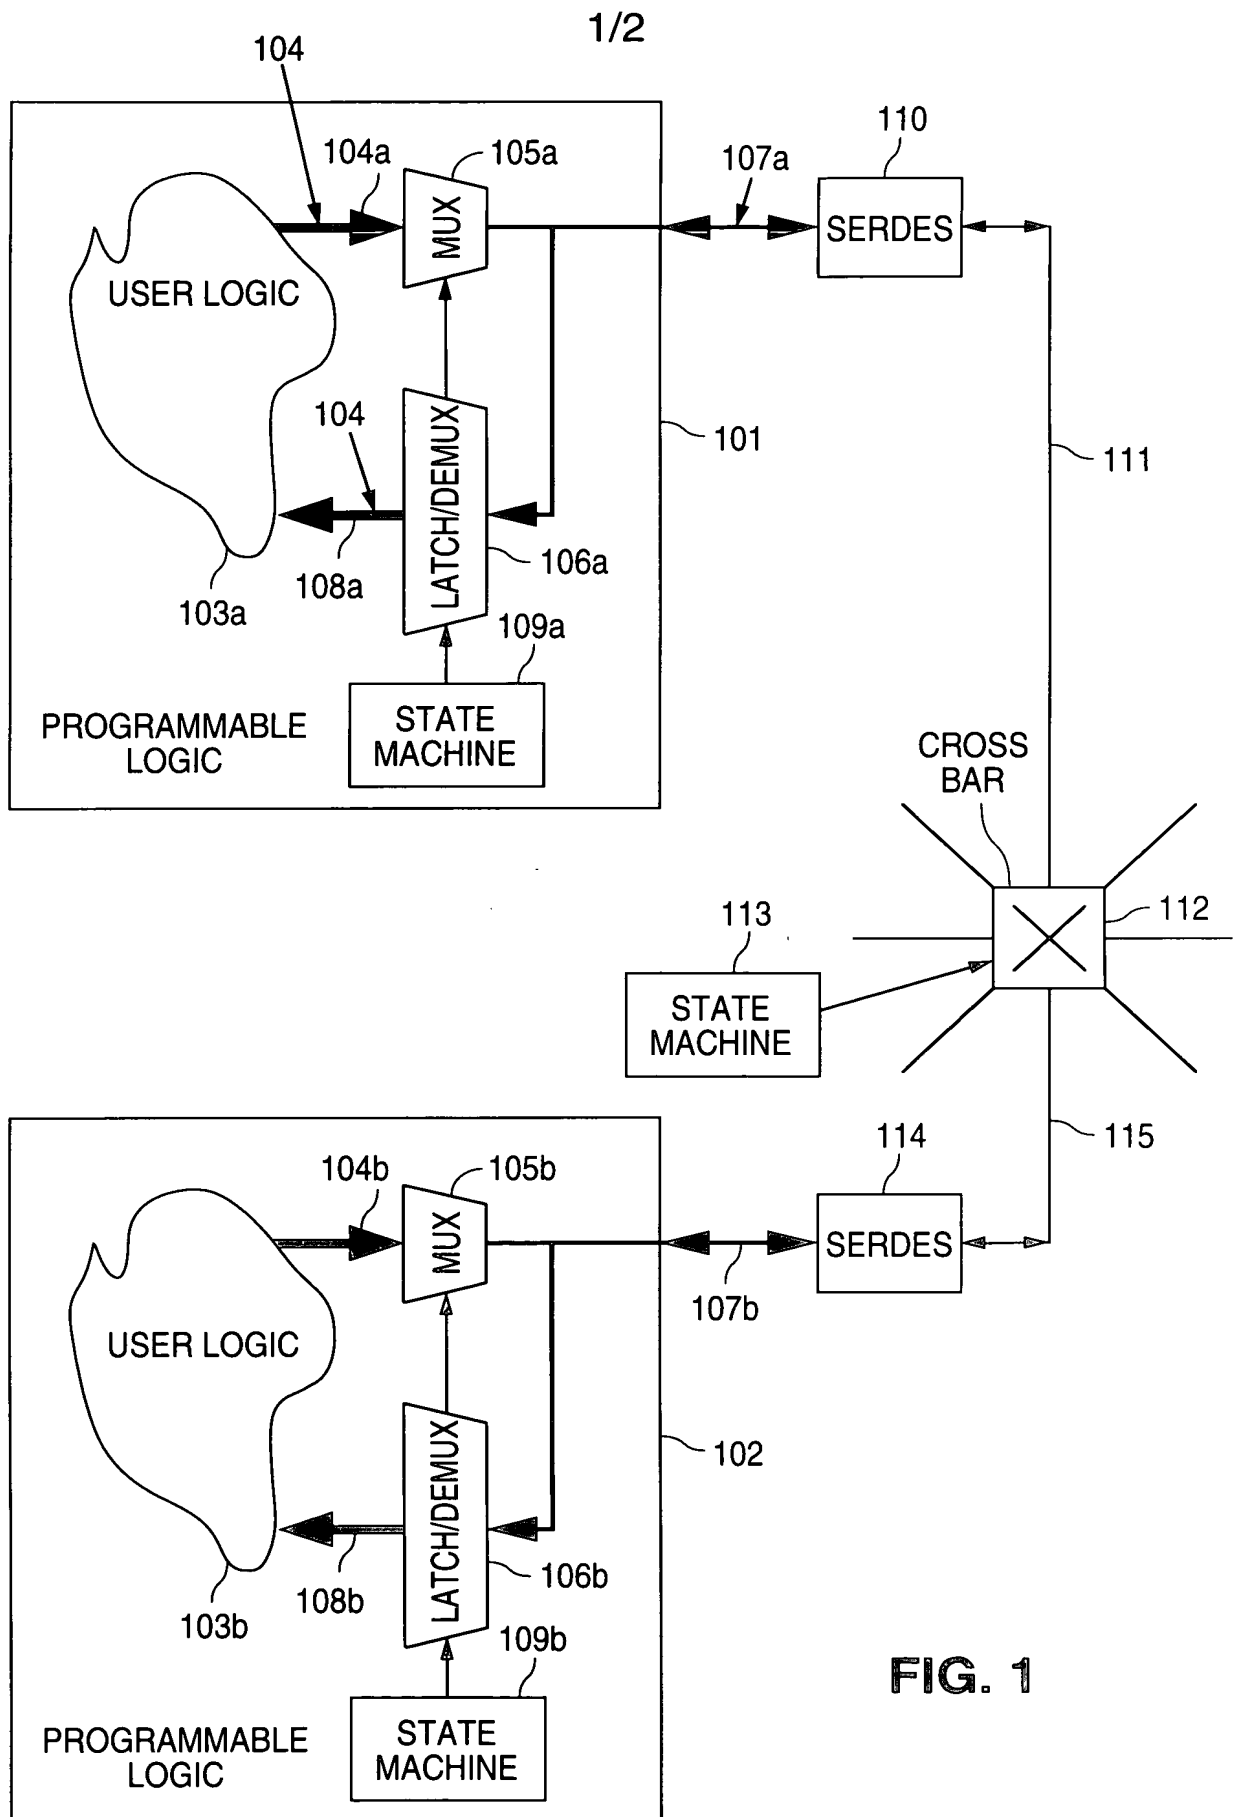 1/2
104
104a
105a
107a
110
MUX
SERDES
USER LOGIC
104
LATCH/DEMUX
101
111
108a
106a
103a
109a
STATE
MACHINE
PROGRAMMABLE
LOGIC
CROSS
BAR
113
112
STATE
MACHINE
104b
105b
114
115
MUX
SERDES
107b
USER LOGIC
LATCH/DEMUX
102
108b
106b
103b
109b
STATE
MACHINE
PROGRAMMABLE
LOGIC
FIG. 1